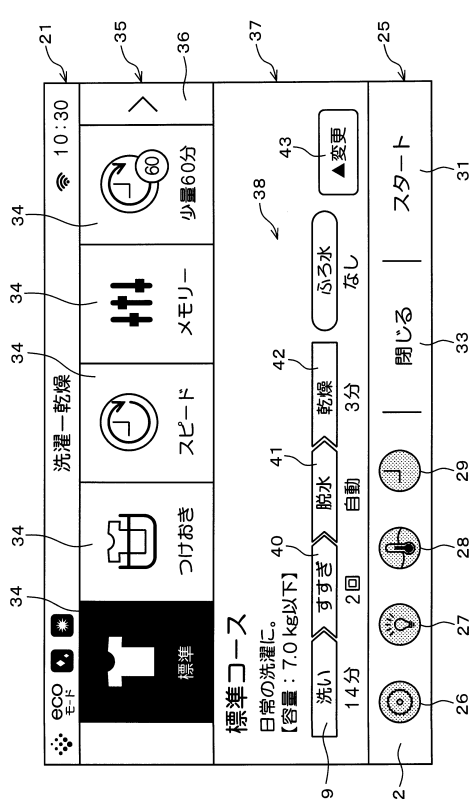 21
35
36
37
25
eco
モード
洗濯ー乾燥
10:30
34
34
34
34
34
標準
つけおき
スピード
メモリー
少量60分
60
標準コース
日常の洗濯に。
【容量:7.0kg以下】
38
43
▲変更
9
40
41
42
洗い
すすぎ
脱水
乾燥
ふろ水
14分
2回
自動
3分
なし
閉じる
スタート
2
26
27
28
29
33
31